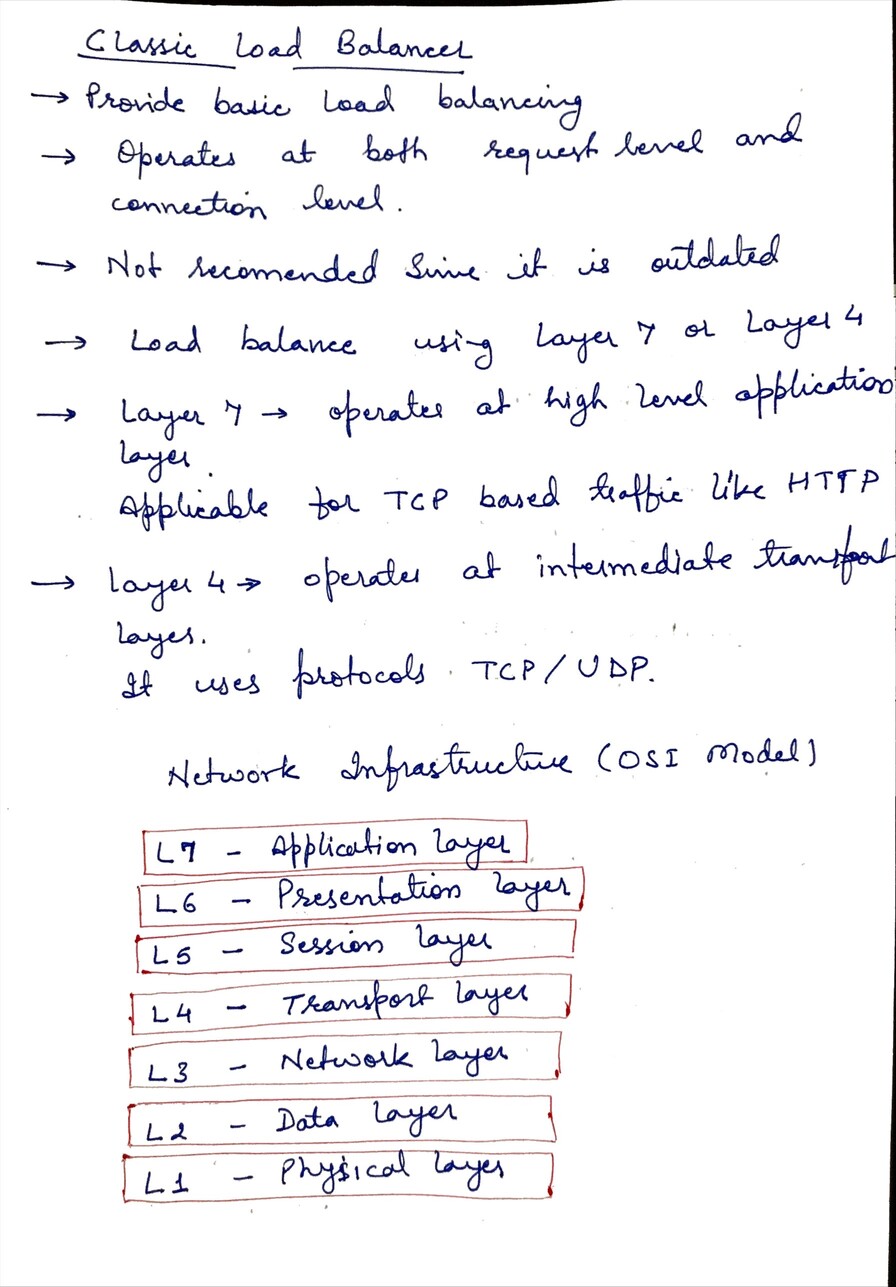 Classic Load Balancer
→ Provide basic Load balancing
→ Operates at both request level and
connection level.
→ Not recomended Since it is outdated
→ Load balance using Layer 7 or Layer 4
→ Layer 7 → operates at high level application
layer.
Applicable for TCP based traffic like HTTP
→ Layer 4 → operates at intermediate transport
layer.
It uses protocols TCP/UDP.
Network Infrastructure (OSI Model)
L7 - Application layer
L6 - Presentation layer
L5 - Session layer
L4 - Transport layer
L3 - Network layer
L2 - Data layer
L1 - Physical layer